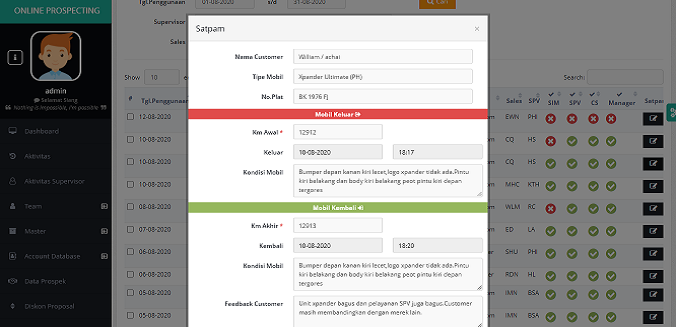 ONLINE PROSPECTING
admin
Selamat Siang
Nothing is impossible, I'm possible
Dashboard
Aktivitas
Aktivitas Supervisor
Team
Master
Account Database
Data Prospek
Diskon Proposal
Tgl.Penggunaan 01-08-2020 s/d 31-08-2020 Cari
Supervisor
Sales
Show 10
Search:
# Tgl.Penggunaan
Sales SPV SIM SPV CS Manager Satpam
12-08-2020 EWN PHI
10-08-2020 CQ HS
10-08-2020 CQ HS
10-08-2020 MHC KTH
08-08-2020 WLM RC
07-08-2020 ED LA
06-08-2020 SHU PHI
06-08-2020 RDN HL
05-08-2020 IMN BSA
05-08-2020 IMN BSA
Satpam ×
Nama Customer William Fachai
Tipe Mobil Xpander Ultimate (PH)
No.Plat BK 1976 FJ
Mobil Keluar
Km Awal * 12912
Keluar 10-08-2020 18:17
Kondisi Mobil Bumper depan kanan kiri lecet,logo xpander tidak ada.Pintu
kiri belakang dan body kiri belakang peot pintu kiri depan
tergores
Mobil Kembali
Km Akhir * 12913
Kembali 10-08-2020 18:20
Kondisi Mobil Bumper depan kanan kiri lecet,logo xpander tidak ada.Pintu
kiri belakang dan body kiri belakang peot pintu kiri depan
tergores
Feedback Customer Unit xpander bagus dan pelayanan SPV juga bagus.Customer
masih membandingkan dengan merek lain.